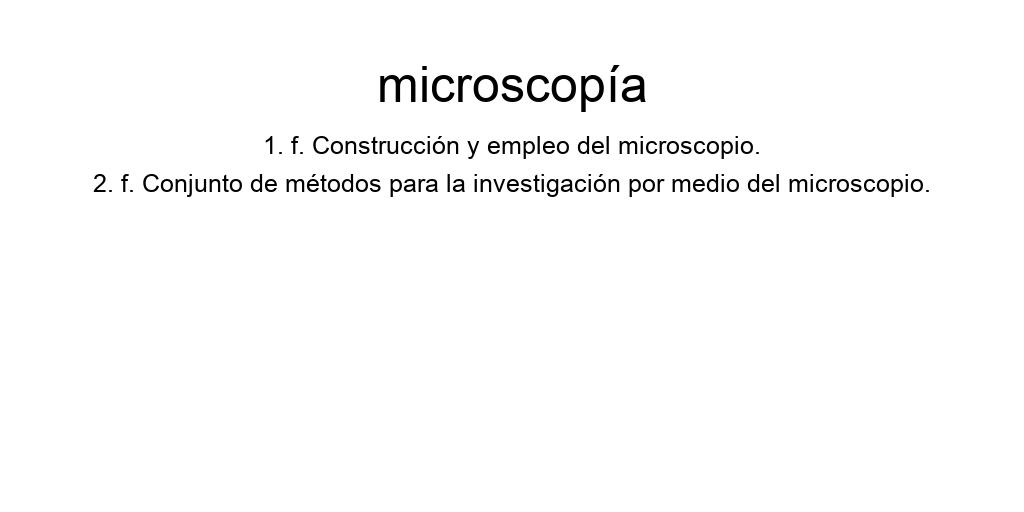 microscopía
1. f. Construcción y empleo del microscopio.
2. f. Conjunto de métodos para la investigación por medio del microscopio.